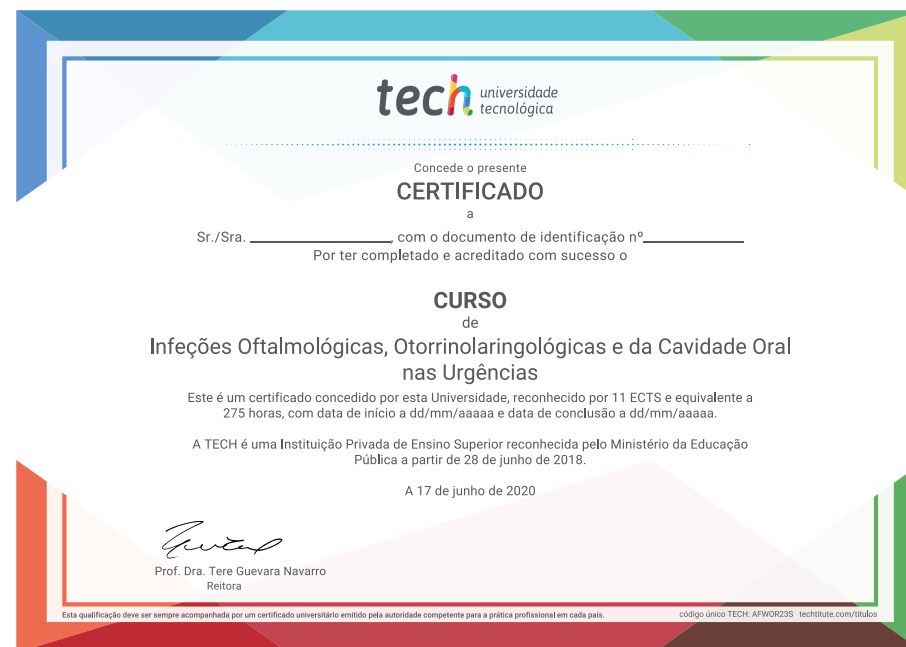 tech universidade
tecnológica
Concede o presente
CERTIFICADO
a
Sr./Sra. ____________________, com o documento de identificação nº______________
Por ter completado e acreditado com sucesso o
CURSO
de
Infeções Oftalmológicas, Otorrinolaringológicas e da Cavidade Oral
nas Urgências
Este é um certificado concedido por esta Universidade, reconhecido por 11 ECTS e equivalente a
275 horas, com data de início a dd/mm/aaaaa e data de conclusão a dd/mm/aaaaa.
A TECH é uma Instituição Privada de Ensino Superior reconhecida pelo Ministério da Educação
Pública a partir de 28 de junho de 2018.
A 17 de junho de 2020
Prof. Dra. Tere Guevara Navarro
Reitora
Esta qualificação deve ser sempre acompanhada por um certificado universitário emitido pela autoridade competente para a prática profissional em cada país.
código único TECH: AFWOR23S techtitute.com/titulos